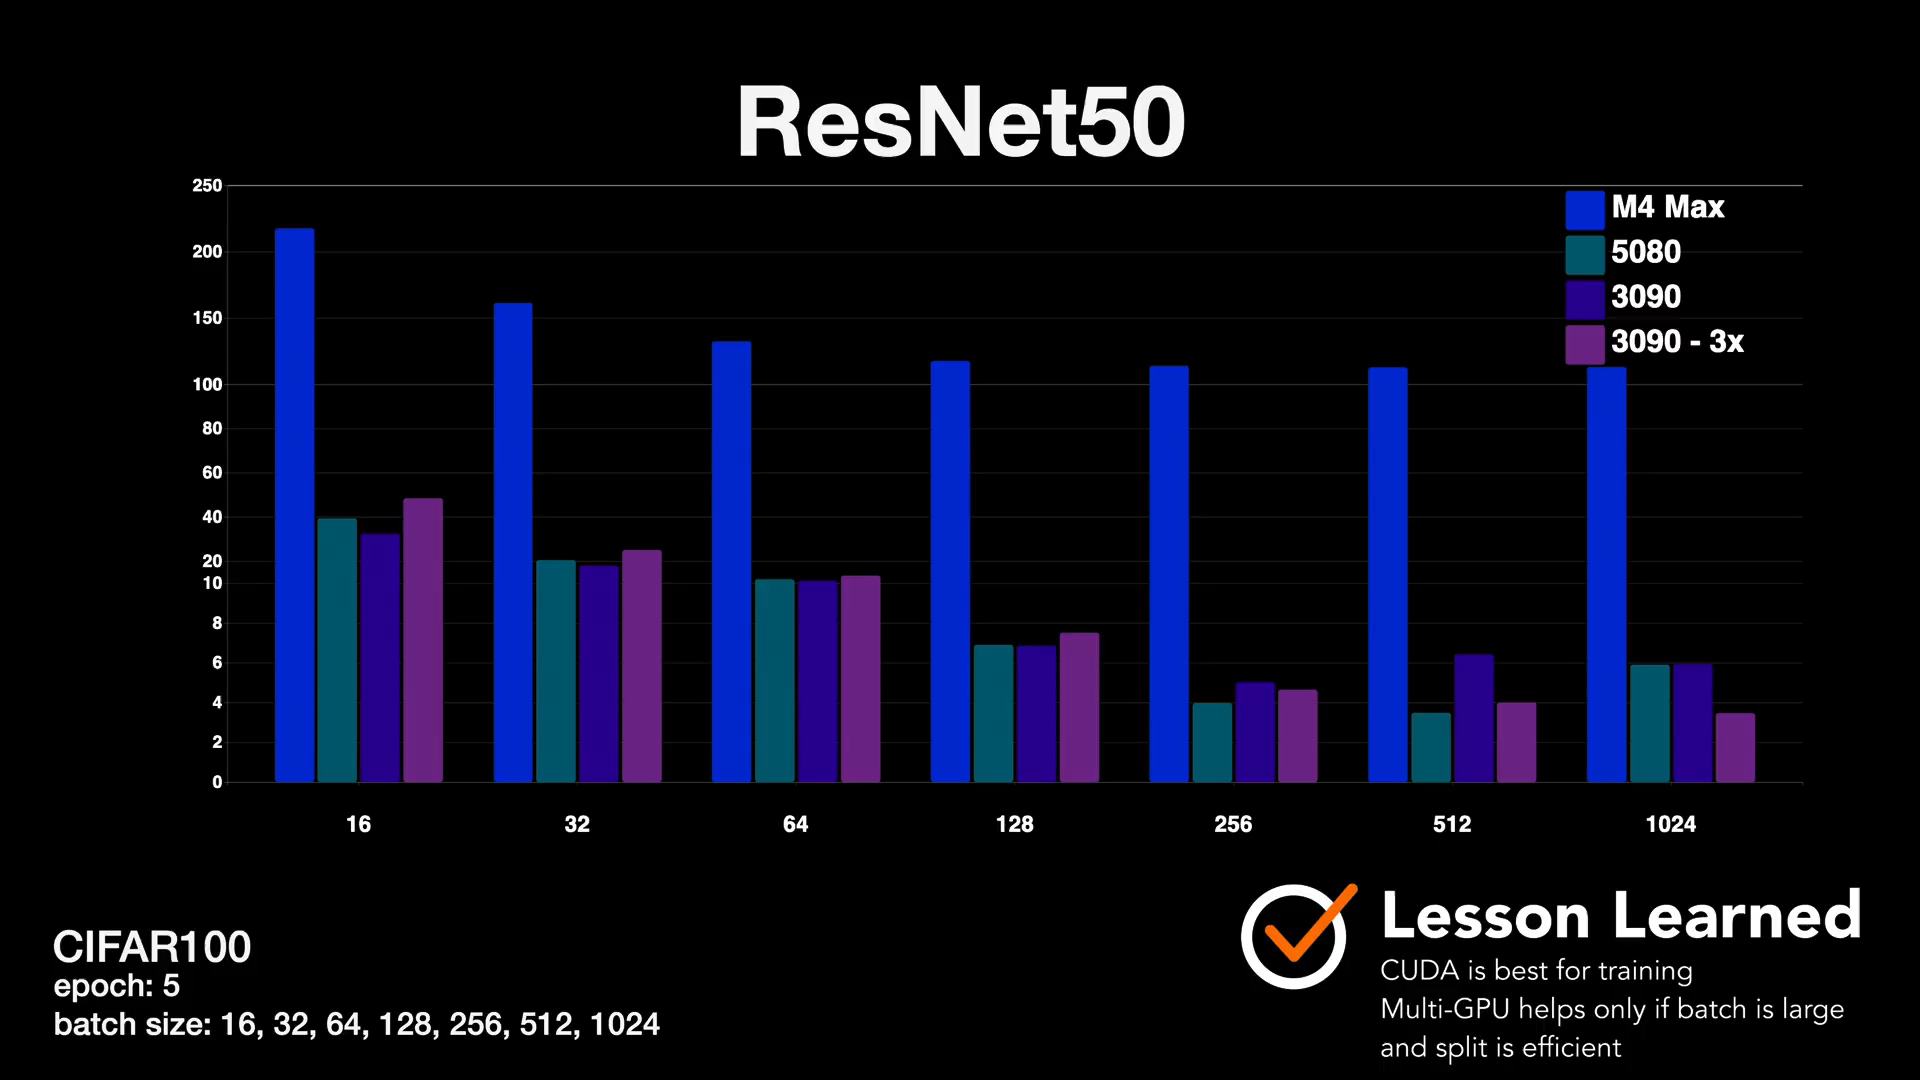 ResNet50
250
200
150
100
80
60
40
20
10
8
6
4
2
0
M4 Max
5080
3090
3090 - 3x
16 32 64 128 256 512 1024
CIFAR100
epoch: 5
batch size: 16, 32, 64, 128, 256, 512, 1024
Lesson Learned
CUDA is best for training
Multi-GPU helps only if batch is large
and split is efficient